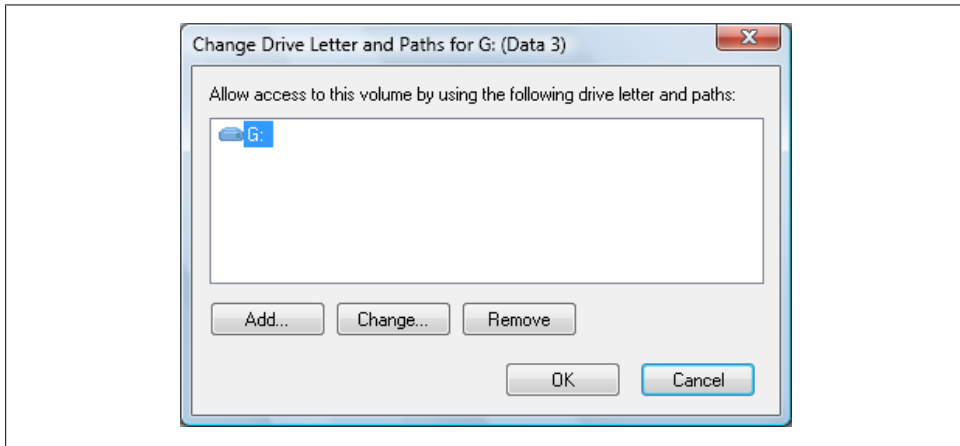 Change Drive Letter and Paths for G: (Data 3)
Allow access to this volume by using the following drive letter and paths:
G:
Add... Change... Remove
OK Cancel